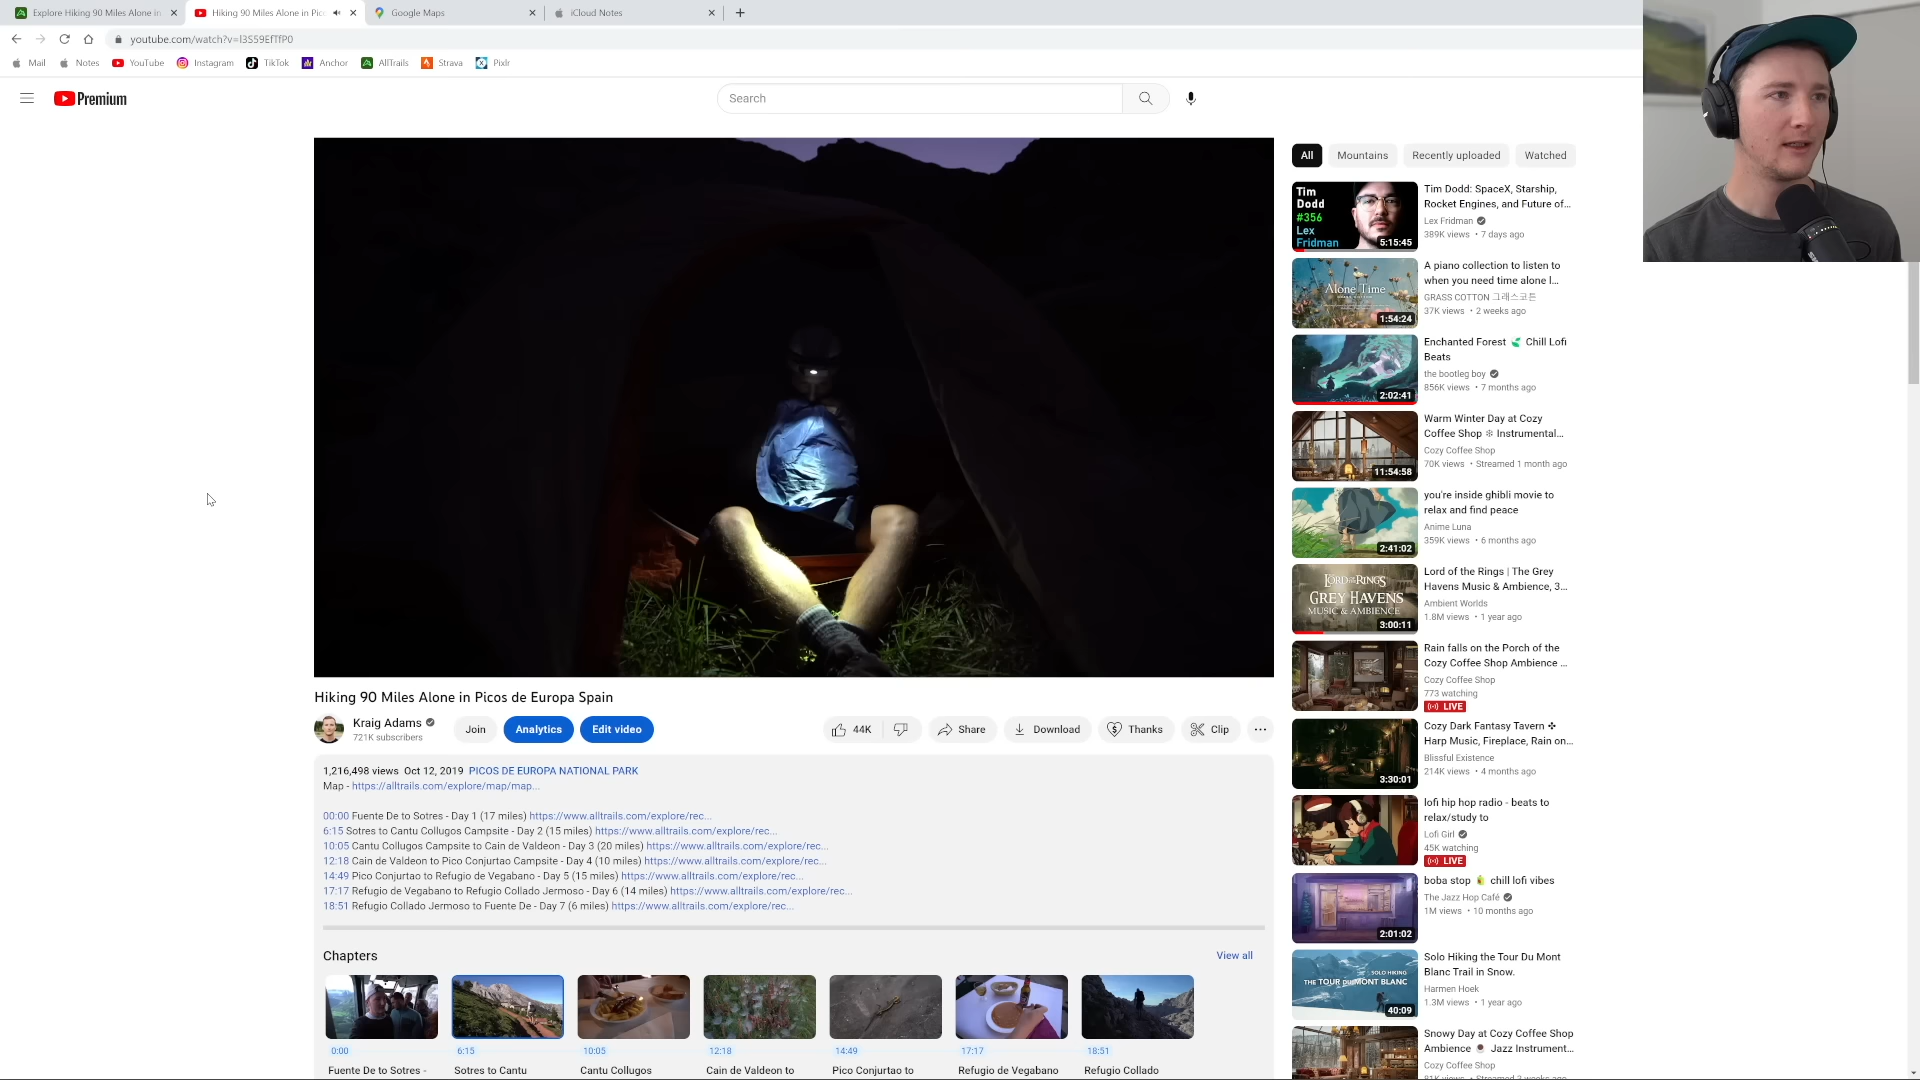 Explore Hiking 90 Miles Alone in
Hiking 90 Miles Alone in Pic
Google Maps
iCloud Notes
youtube.com/watch?v=l3S59EfTfP0
Mail
Notes
YouTube
Instagram
TikTok
Anchor
AllTrails
Strava
Pixlr
Premium
Search
All
Mountains
Recently uploaded
Watched
Tim
Dodd
#356
Lex
Fridman
5:15:45
Tim Dodd: SpaceX, Starship,
Rocket Engines, and Future of...
Lex Fridman
389K views • 7 days ago
Alone Time
1:54:24
A piano collection to listen to
when you need time alone l...
GRASS COTTON 그래스코튼
37K views • 2 weeks ago
2:02:41
Enchanted Forest 🍃 Chill Lofi
Beats
the bootleg boy
856K views • 7 months ago
11:54:58
Warm Winter Day at Cozy
Coffee Shop ❄ Instrumental...
Cozy Coffee Shop
70K views • Streamed 1 month ago
2:41:02
you're inside ghibli movie to
relax and find peace
Anime Luna
359K views • 6 months ago
LORD OF THE RINGS
GREY HAVENS
MUSIC & AMBIENCE
3:00:11
Lord of the Rings | The Grey
Havens Music & Ambience, 3...
Ambient Worlds
1.8M views • 1 year ago
Rain falls on the Porch of the
Cozy Coffee Shop Ambience ...
Cozy Coffee Shop
773 watching
LIVE
3:30:01
Cozy Dark Fantasy Tavern ✣
Harp Music, Fireplace, Rain on...
Blissful Existence
214K views • 4 months ago
lofi hip hop radio - beats to
relax/study to
Lofi Girl
45K watching
LIVE
2:01:02
boba stop 🍐 chill lofi vibes
The Jazz Hop Café
1M views • 10 months ago
SOLO HIKING
THE TOUR DU MONT BLANC
40:09
Solo Hiking the Tour Du Mont
Blanc Trail in Snow.
Harmen Hoek
1.3M views • 1 year ago
Snowy Day at Cozy Coffee Shop
Ambience ☕ Jazz Instrument...
Cozy Coffee Shop
81K views • Streamed 3 weeks ago
Hiking 90 Miles Alone in Picos de Europa Spain
Kraig Adams
721K subscribers
Join
Analytics
Edit video
44K
Share
Download
Thanks
Clip
1,216,498 views Oct 12, 2019 PICOS DE EUROPA NATIONAL PARK
Map - https://alltrails.com/explore/map/map...
00:00 Fuente De to Sotres - Day 1 (17 miles) https://www.alltrails.com/explore/rec...
6:15 Sotres to Cantu Collugos Campsite - Day 2 (15 miles) https://www.alltrails.com/explore/rec...
10:05 Cantu Collugos Campsite to Cain de Valdeon - Day 3 (20 miles) https://www.alltrails.com/explore/rec...
12:18 Cain de Valdeon to Pico Conjurtao Campsite - Day 4 (10 miles) https://www.alltrails.com/explore/rec...
14:49 Pico Conjurtao to Refugio de Vegabano - Day 5 (15 miles) https://www.alltrails.com/explore/rec...
17:17 Refugio de Vegabano to Refugio Collado Jermoso - Day 6 (14 miles) https://www.alltrails.com/explore/rec...
18:51 Refugio Collado Jermoso to Fuente De - Day 7 (6 miles) https://www.alltrails.com/explore/rec...
Chapters
View all
0:00
6:15
10:05
12:18
14:49
17:17
18:51
Fuente De to Sotres -
Sotres to Cantu
Cantu Collugos
Cain de Valdeon to
Pico Conjurtao to
Refugio de Vegabano
Refugio Collado